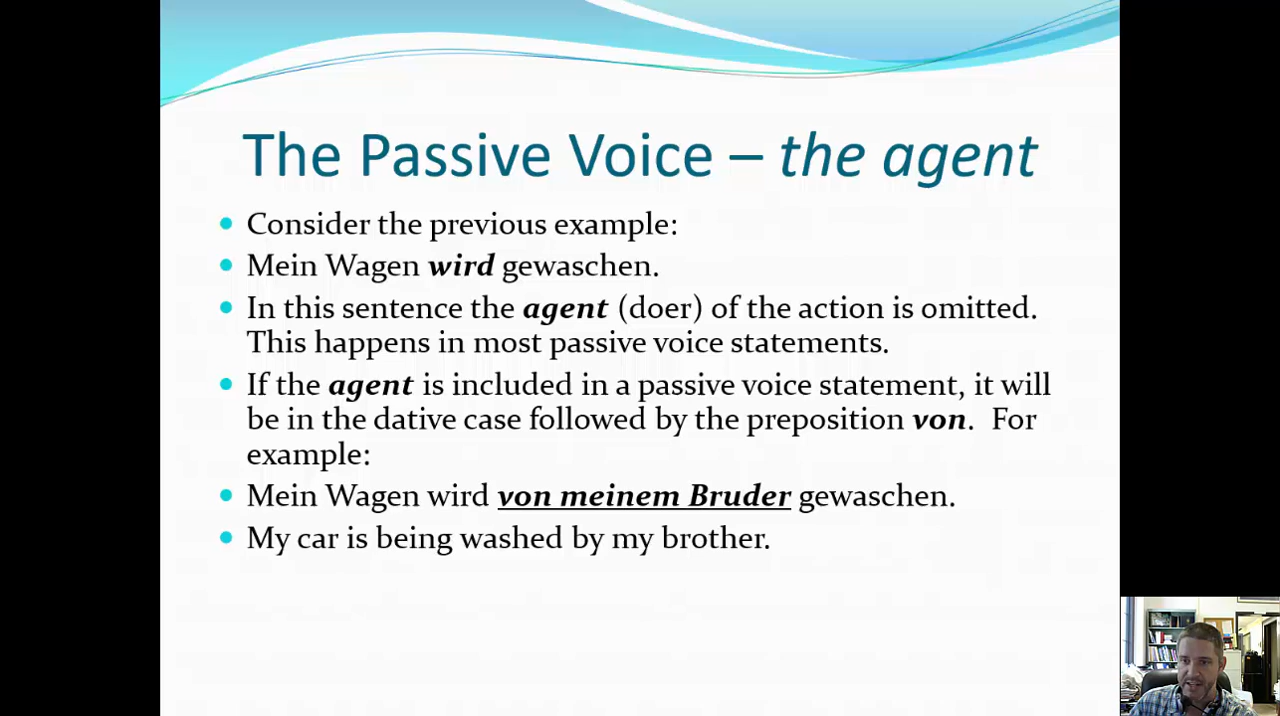 The Passive Voice – the agent
Consider the previous example:
Mein Wagen wird gewaschen.
In this sentence the agent (doer) of the action is omitted.
This happens in most passive voice statements.
If the agent is included in a passive voice statement, it will
be in the dative case followed by the preposition von.  For
example:
Mein Wagen wird von meinem Bruder gewaschen.
My car is being washed by my brother.